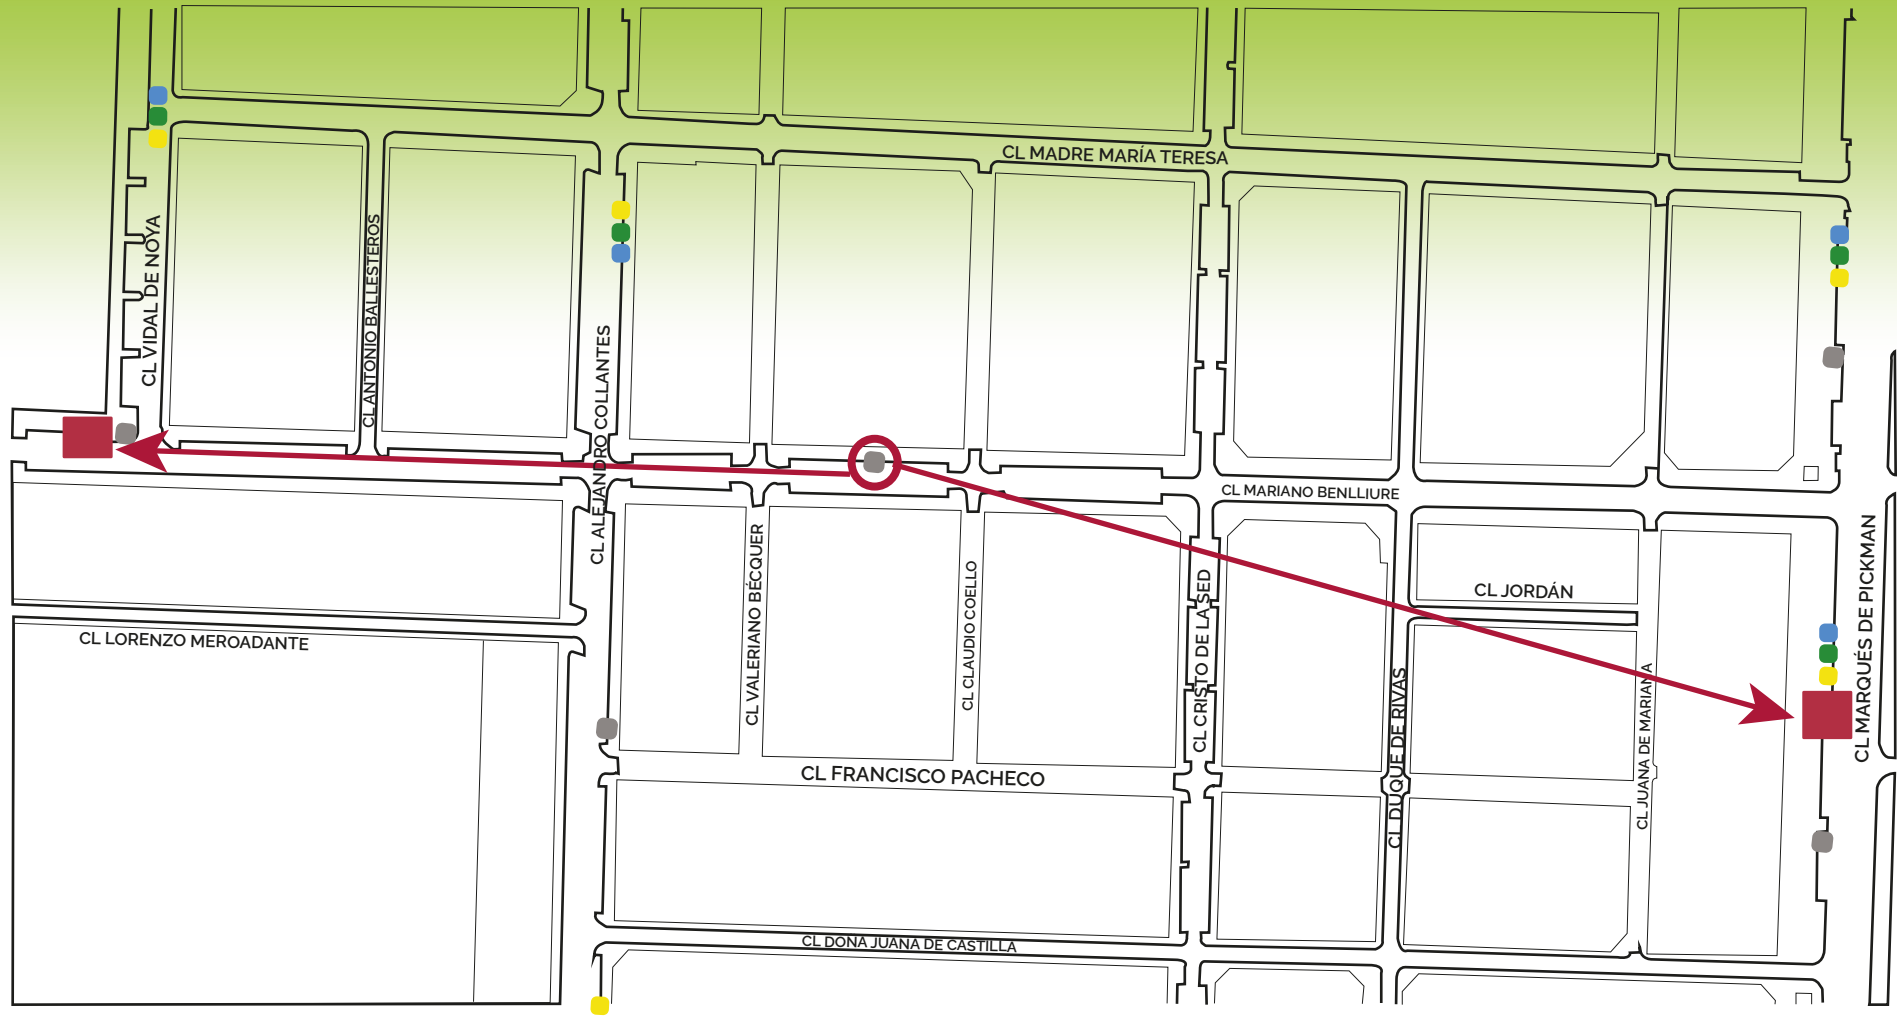 CL MADRE MARÍA TERESA
CL VIDAL DE NOYA
CL ANTONIO BALLESTEROS
CL ALEJANDRO COLLANTES
CL MARIANO BENLLIURE
CL VALERIANO BÉCQUER
CL CLAUDIO COELLO
CL CRISTO DE LA SED
CL JORDÁN
CL MARQUÉS DE PICKMAN
CL LORENZO MEROADANTE
CL DUQUE DE RIVAS
CL JUANA DE MARIANA
CL FRANCISCO PACHECO
CL DONA JUANA DE CASTILLA